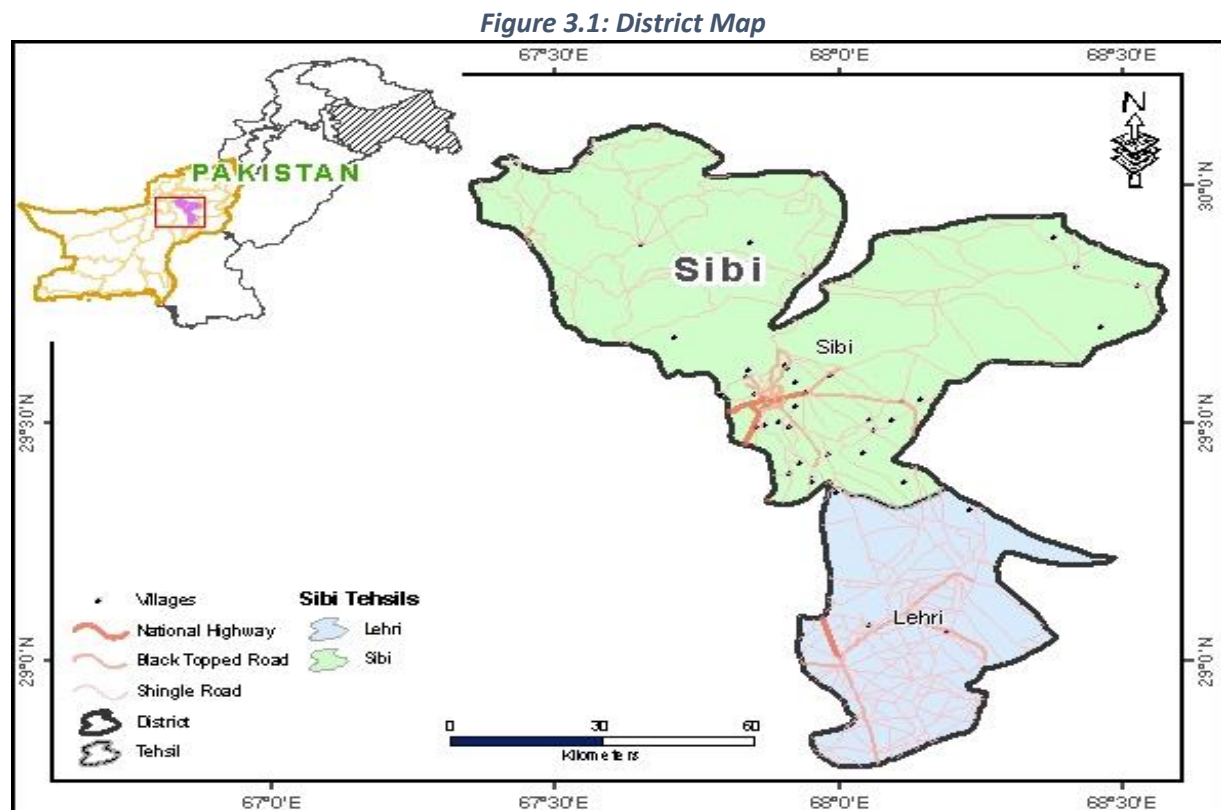 Figure 3.1: District Map
67°30'E 68°0'E 68°30'E
N
PAKISTAN
30°0'N 30°0'N
Sibi
Sibi
29°30'N 29°30'N
Villages
National Highway
Black Topped Road
Shingle Road
District
Tehsil
Sibi Tehsils
Lehri
Sibi
Lehri
29°0'N 29°0'N
0 30 60
Kilometers
67°0'E 67°30'E 68°0'E 68°30'E